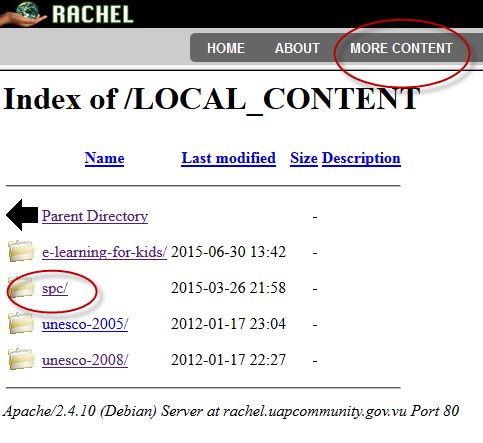 RACHEL
HOME ABOUT MORE CONTENT
Index of /LOCAL_CONTENT
Name Last modified Size Description
Parent Directory -
e-learning-for-kids/ 2015-06-30 13:42 -
spc/ 2015-03-26 21:58 -
unesco-2005/ 2012-01-17 23:04 -
unesco-2008/ 2012-01-17 22:27 -
Apache/2.4.10 (Debian) Server at rachel.uapcommunity.gov.vu Port 80